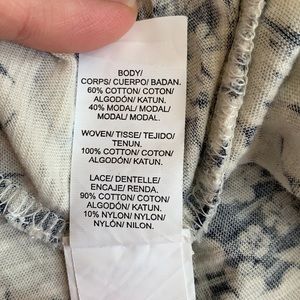 BODY/
CORPS/ CUERPO/ BADAN.
60% COTTON/ COTON/
ALGODÓN/ KATUN.
40% MODAL/ MODAL/
MODAL/ MODAL.
WOVEN/ TISSE/ TEJIDO/
TENUN.
100% COTTON/ COTON/
ALGODÓN/ KATUN.
LACE/ DENTELLE/
ENCAJE/ RENDA.
90% COTTON/ COTON/
ALGODÓN/ KATUN.
10% NYLON/ NYLON/
NYLÓN/ NILON.